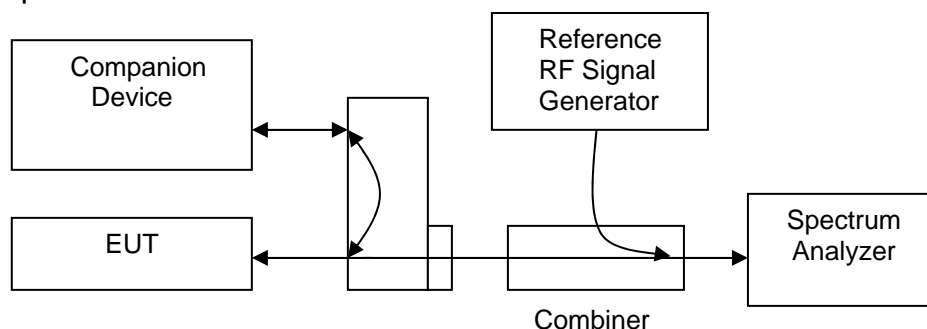 Companion
Device
Reference
RF Signal
Generator
EUT
Spectrum
Analyzer
Combiner